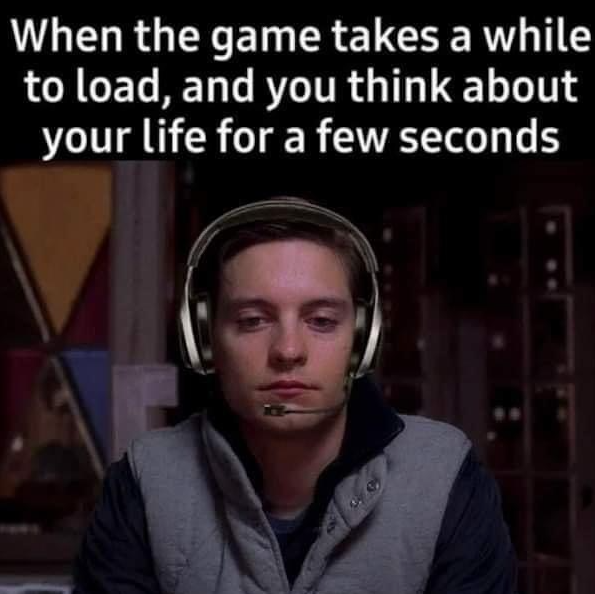 When the game takes a while
to load, and you think about
your life for a few seconds